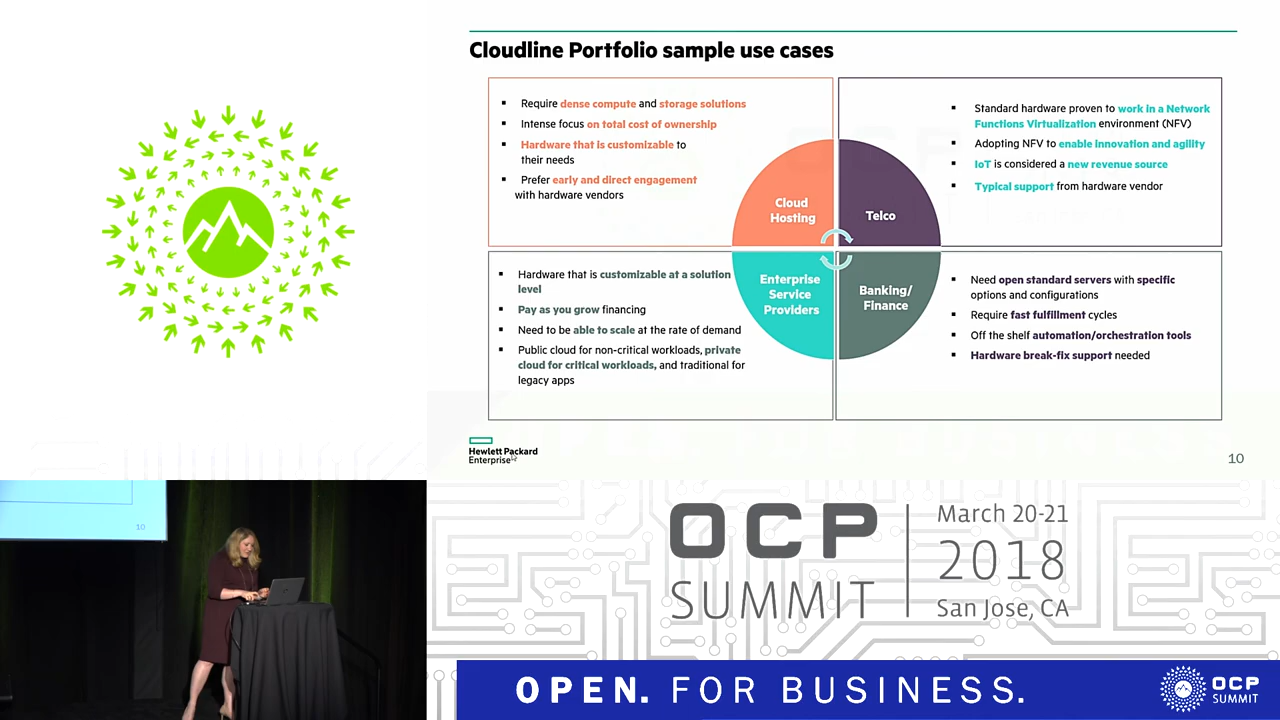 Cloudline Portfolio sample use cases
▪ Require dense compute and storage solutions
▪ Intense focus on total cost of ownership
▪ Hardware that is customizable to
their needs
▪ Prefer early and direct engagement
with hardware vendors
▪ Standard hardware proven to work in a Network
Functions Virtualization environment (NFV)
▪ Adopting NFV to enable innovation and agility
▪ IoT is considered a new revenue source
▪ Typical support from hardware vendor
Cloud
Hosting
Telco
▪ Hardware that is customizable at a solution
level
▪ Pay as you grow financing
▪ Need to be able to scale at the rate of demand
▪ Public cloud for non-critical workloads, private
cloud for critical workloads, and traditional for
legacy apps
Enterprise
Service
Providers
Banking/
Finance
▪ Need open standard servers with specific
options and configurations
▪ Require fast fulfillment cycles
▪ Off the shelf automation/orchestration tools
▪ Hardware break-fix support needed
Hewlett Packard
Enterprise
10
10
OCP
SUMMIT
March 20-21
2018
San Jose, CA
OPEN. FOR BUSINESS.
OCP
SUMMIT